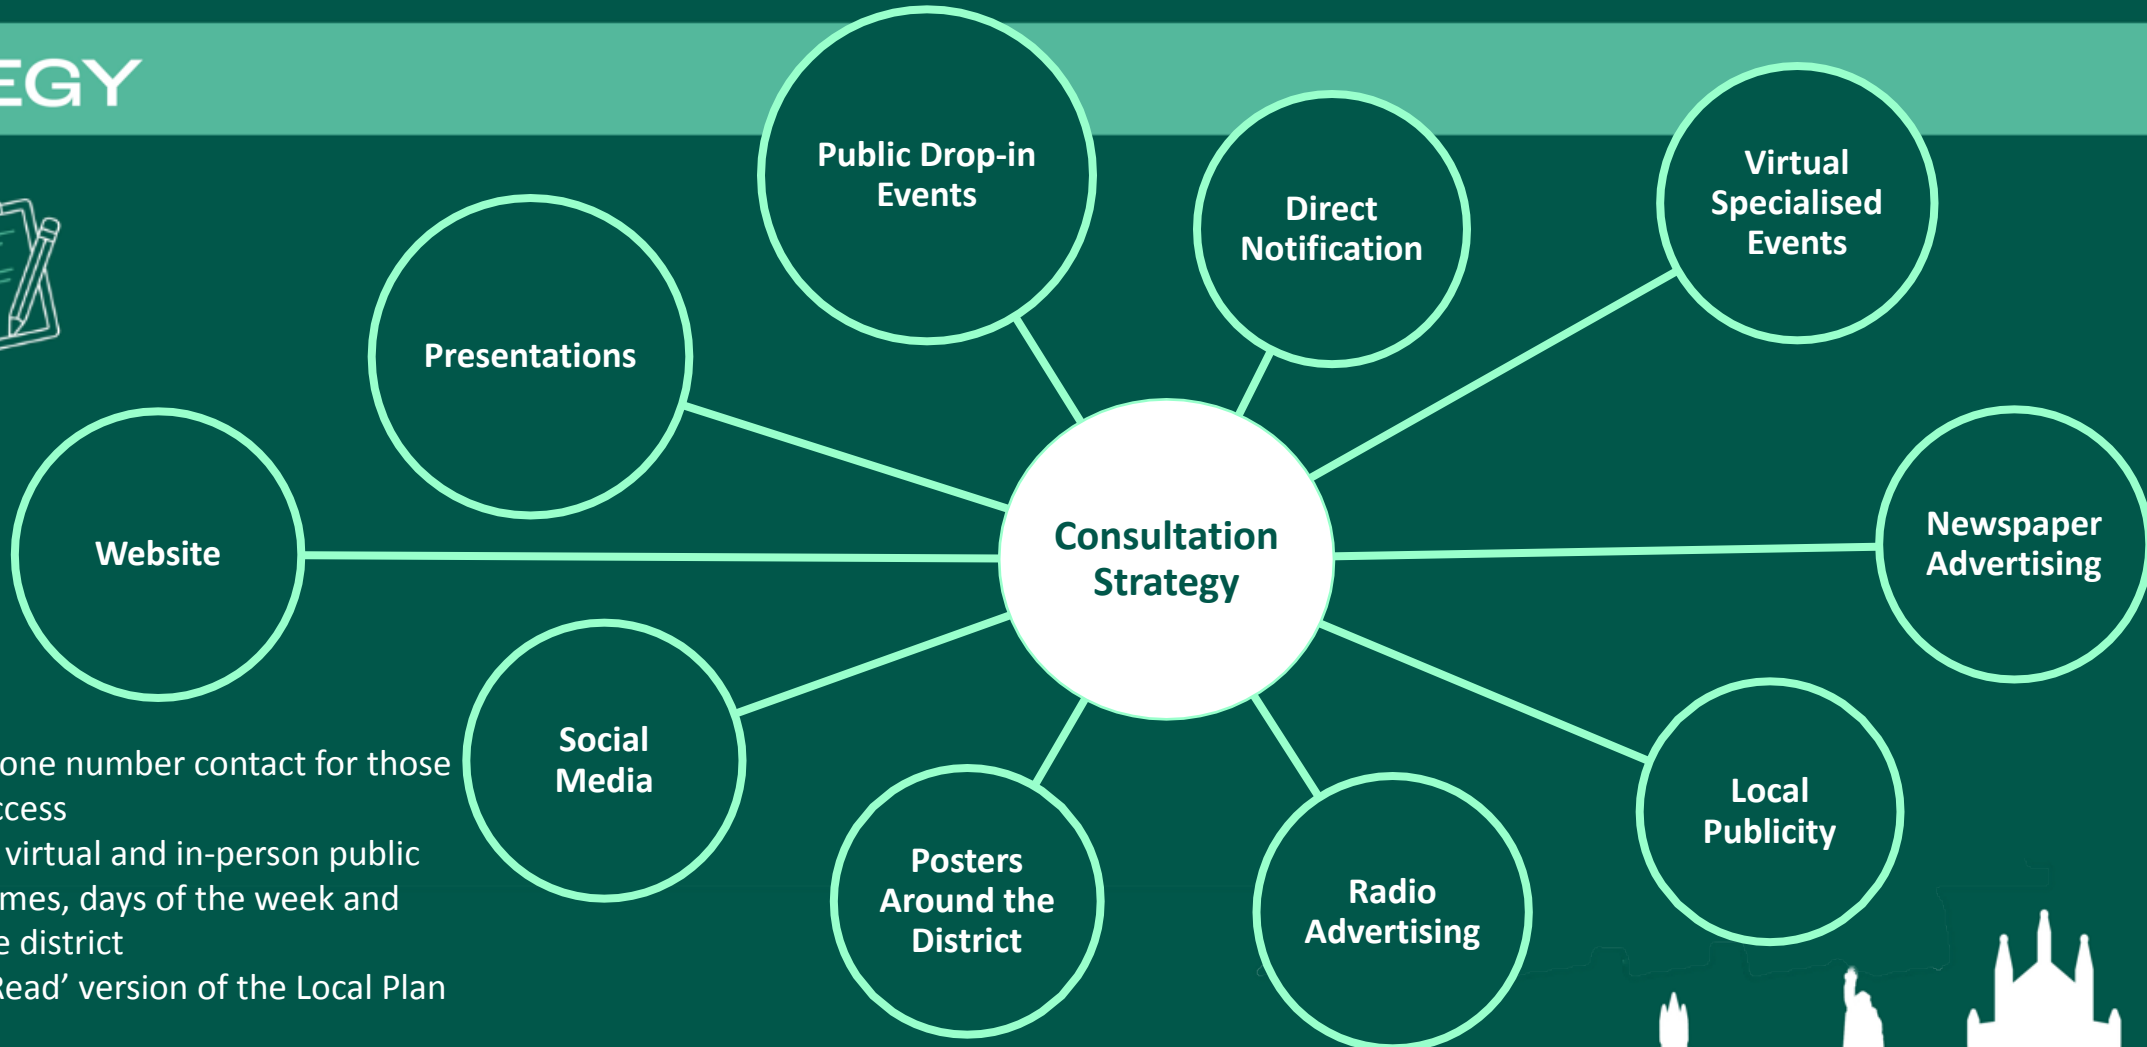 EGY
Public Drop-in
Events
Direct
Notification
Virtual
Specialised
Events
Presentations
Website
Consultation
Strategy
Newspaper
Advertising
Social
Media
Local
Publicity
Posters
Around the
District
Radio
Advertising
one number contact for those
ccess
virtual and in-person public
mes, days of the week and
e district
Read’ version of the Local Plan